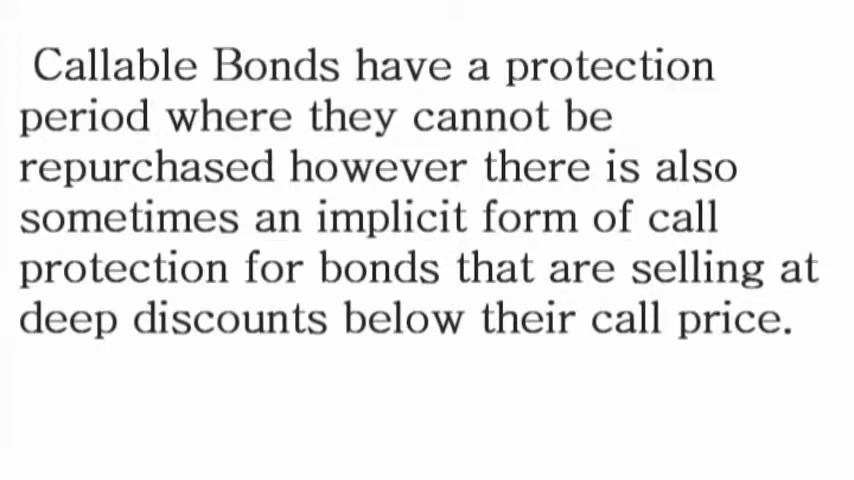 Callable Bonds have a protection
period where they cannot be
repurchased however there is also
sometimes an implicit form of call
protection for bonds that are selling at
deep discounts below their call price.